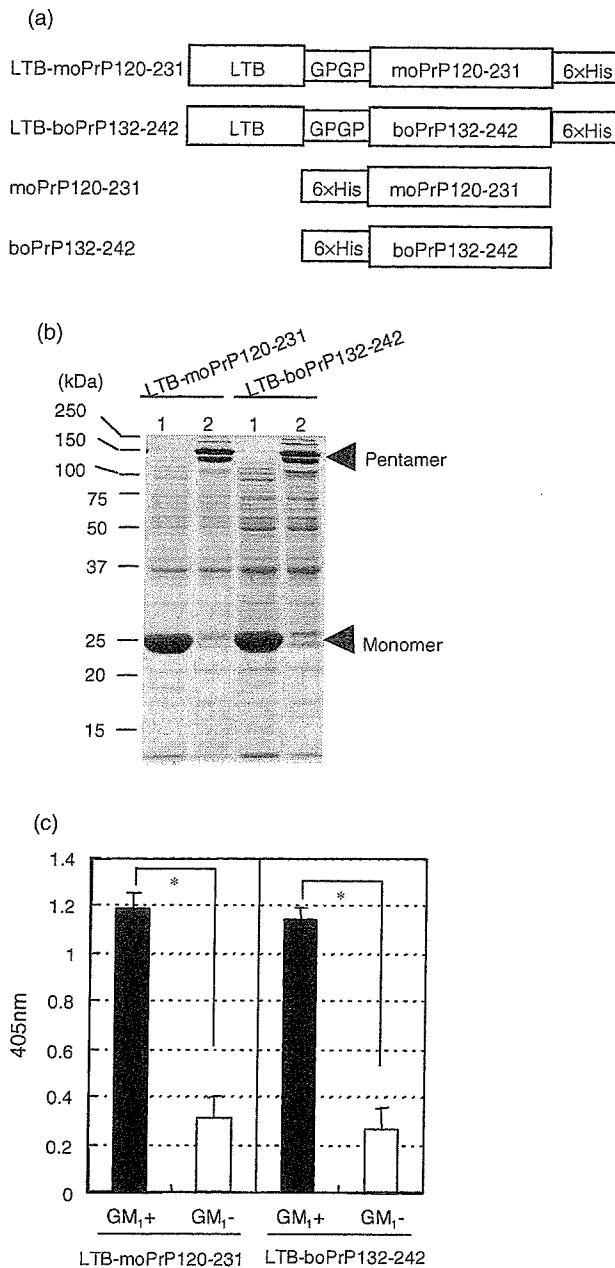 (a)
LTB-moPrP120-231 LTB GPGP moPrP120-231 6×His
LTB-boPrP132-242 LTB GPGP boPrP132-242 6×His
moPrP120-231 6×His moPrP120-231
boPrP132-242 6×His boPrP132-242
(b)
LTB-moPrP120-231 LTB-boPrP132-242
(kDa)
1 2 1 2
250
150
Pentamer
100
75
50
37
25
Monomer
20
15
(c)
1.4
* *
1.2
1
0.8
0.6
0.4
0.2
0
405nm
GM₁+ GM₁- GM₁+ GM₁-
LTB-moPrP120-231 LTB-boPrP132-242